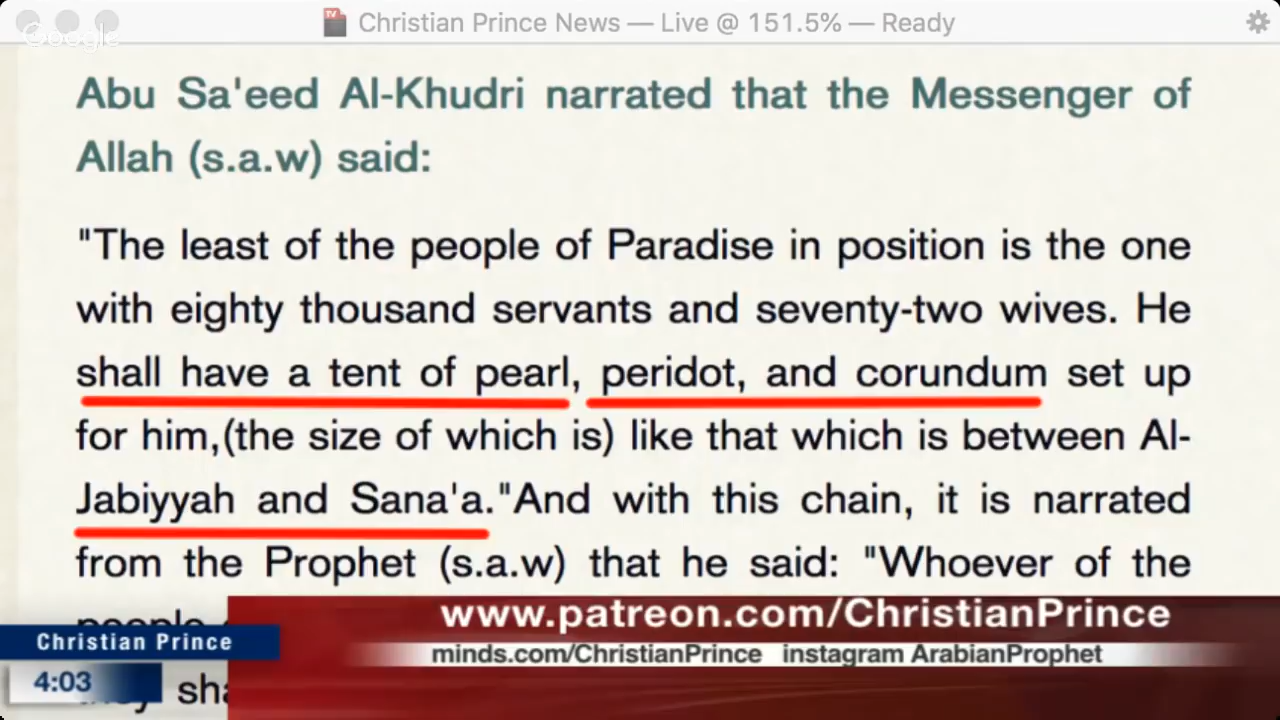 Christian Prince News — Live @ 151.5% — Ready
Google
Abu Sa'eed Al-Khudri narrated that the Messenger of
Allah (s.a.w) said:
"The least of the people of Paradise in position is the one
with eighty thousand servants and seventy-two wives. He
shall have a tent of pearl, peridot, and corundum set up
for him,(the size of which is) like that which is between Al-
Jabiyyah and Sana'a."And with this chain, it is narrated
from the Prophet (s.a.w) that he said: "Whoever of the
people
www.patreon.com/ChristianPrince
Christian Prince
minds.com/ChristianPrince instagram ArabianProphet
4:03